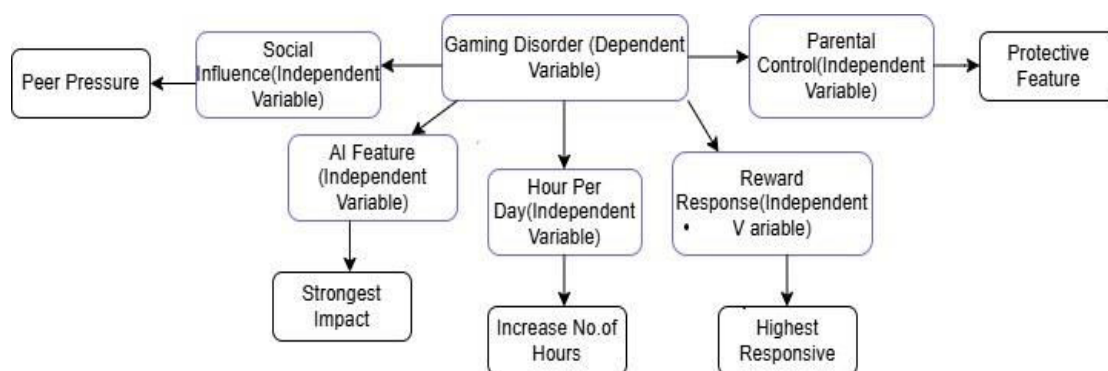 Social
Influence(Independent
Variable)
Gaming Disorder (Dependent
Variable)
Parental
Control(Independent
Variable)
Peer Pressure
Protective
Feature
AI Feature
(Independent
Variable)
Hour Per
Day(Independent
Variable)
Reward
Response(Independent
V ariable)
Strongest
Impact
Increase No.of
Hours
Highest
Responsive